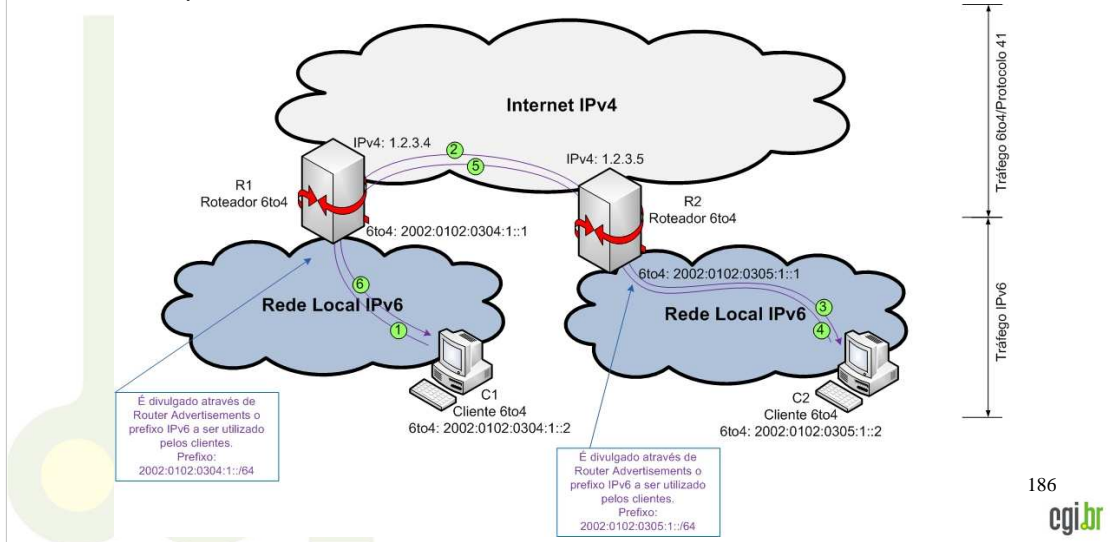 Internet IPv4
IPv4: 1.2.3.4
2
5
IPv4: 1.2.3.5
R1
Roteador 6to4
R2
Roteador 6to4
6to4: 2002:0102:0304:1::1
6to4: 2002:0102:0305:1::1
6
Rede Local IPv6
1
Rede Local IPv6
3
4
C1
Cliente 6to4
6to4: 2002:0102:0304:1::2
C2
Cliente 6to4
6to4: 2002:0102:0305:1::2
É divulgado através de
Router Advertisements o
prefixo IPv6 a ser utilizado
pelos clientes.
Prefixo:
2002:0102:0304:1::/64
É divulgado através de
Router Advertisements o
prefixo IPv6 a ser utilizado
pelos clientes.
Prefixo:
2002:0102:0305:1::/64
Tráfego 6to4/Protocolo 41
Tráfego IPv6
186
cgi.br